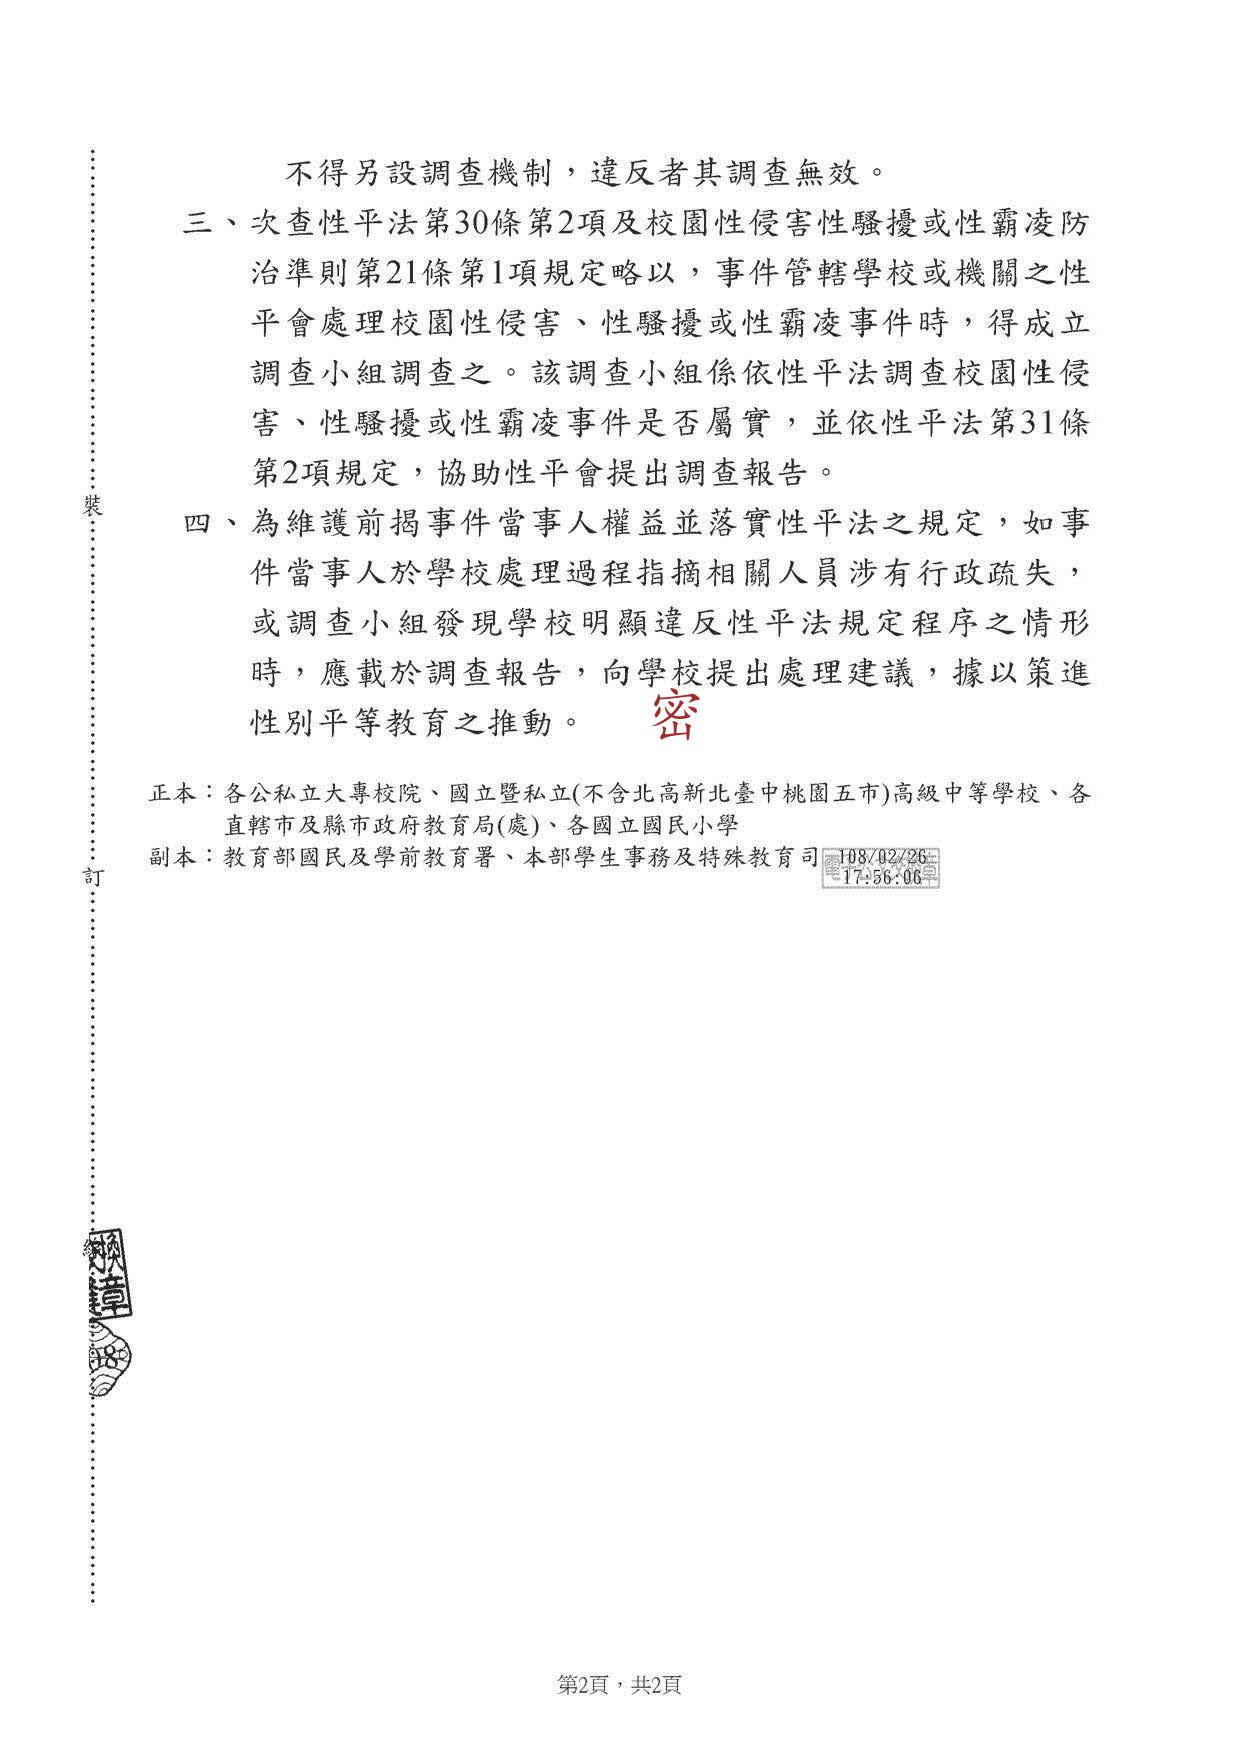 不得另設調查機制，違反者其調查無效。
三、次查性平法第30條第2項及校園性侵害性騷擾或性霸凌防
治準則第21條第1項規定略以，事件管轄學校或機關之性
平會處理校園性侵害、性騷擾或性霸凌事件時，得成立
調查小組調查之。該調查小組係依性平法調查校園性侵
害、性騷擾或性霸凌事件是否屬實，並依性平法第31條
第2項規定，協助性平會提出調查報告。
裝
四、為維護前揭事件當事人權益並落實性平法之規定，如事
件當事人於學校處理過程指摘相關人員涉有行政疏失，
或調查小組發現學校明顯違反性平法規定程序之情形
時，應載於調查報告，向學校提出處理建議，據以策進
性別平等教育之推動。
密
正本：各公私立大專校院、國立暨私立(不含北高新北臺中桃園五市)高級中等學校、各
直轄市及縣市政府教育局(處)、各國立國民小學
副本：教育部國民及學前教育署、本部學生事務及特殊教育司
電子公文交換章
108/02/26
17:56:06
訂
換
章
第2頁，共2頁